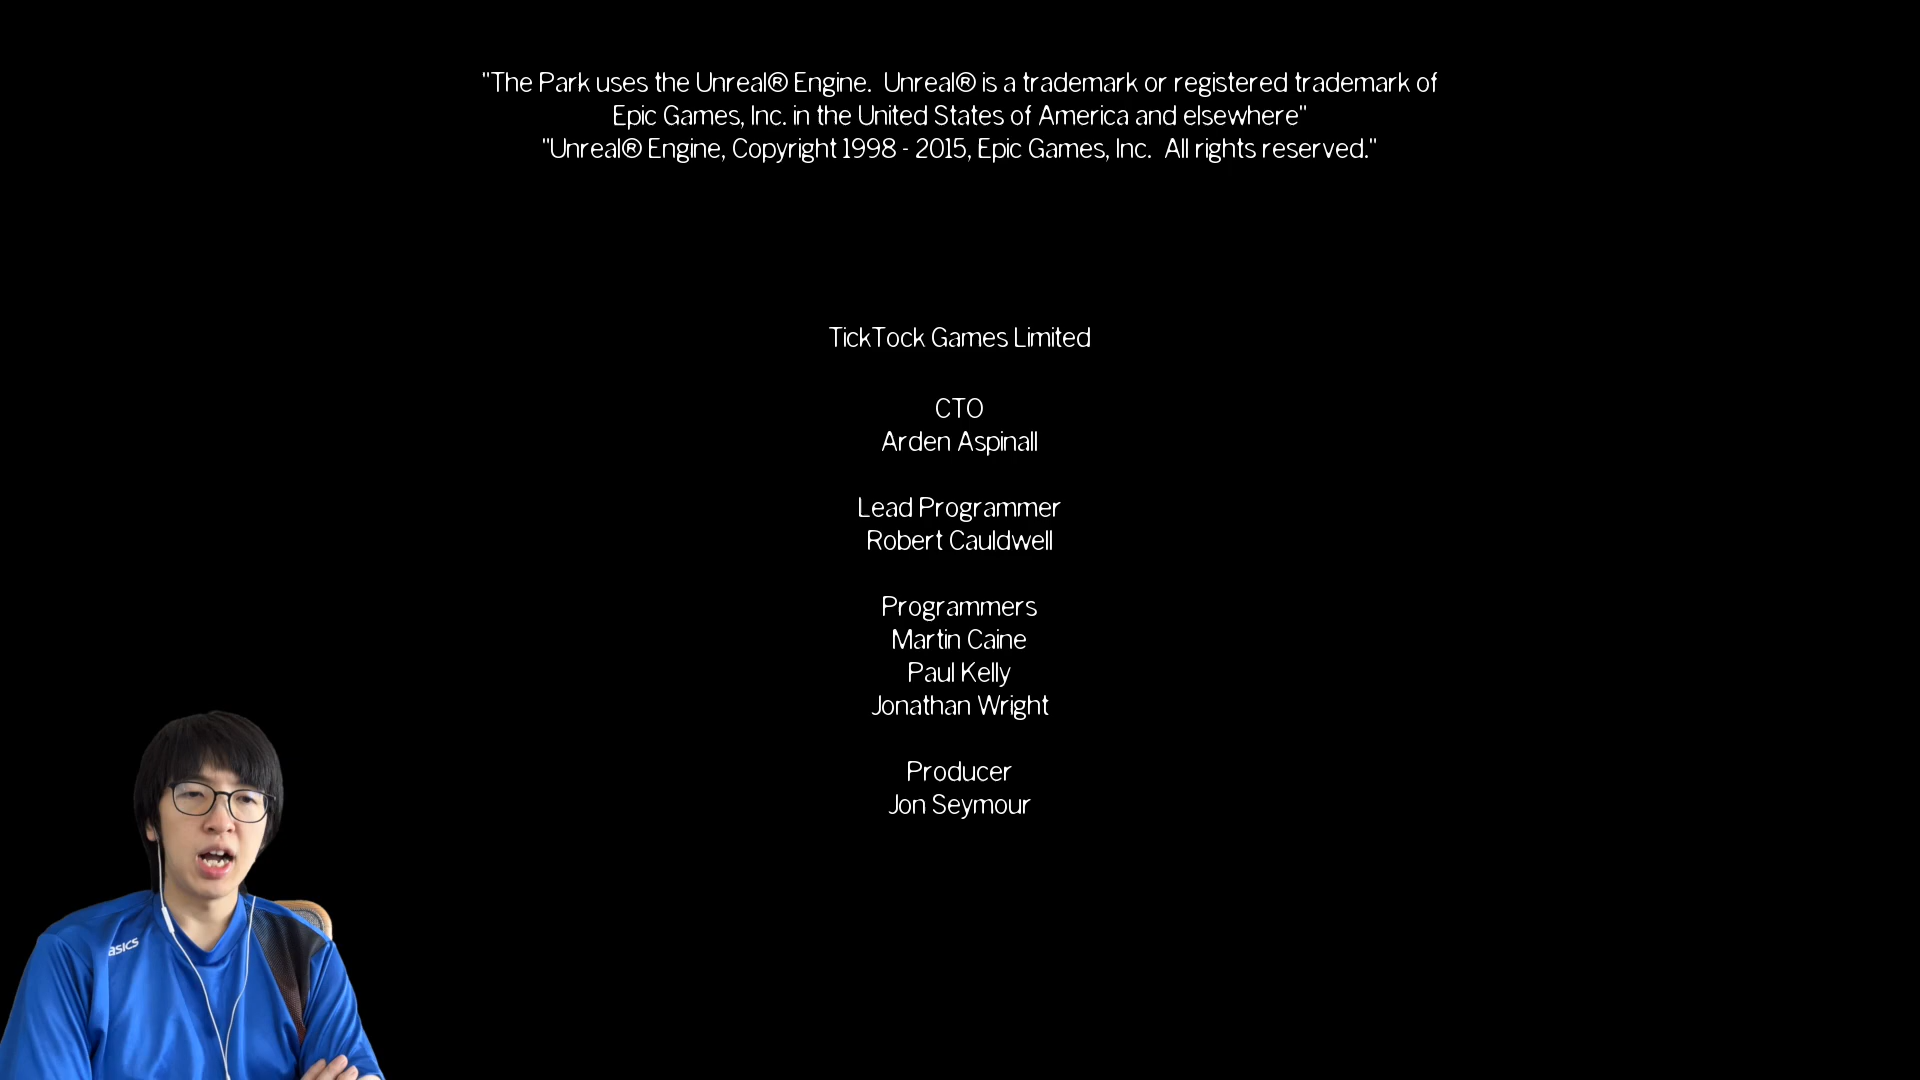 "The Park uses the Unreal® Engine.  Unreal® is a trademark or registered trademark of
Epic Games, Inc. in the United States of America and elsewhere"
"Unreal® Engine, Copyright 1998 - 2015, Epic Games, Inc.  All rights reserved."
TickTock Games Limited
CTO
Arden Aspinall
Lead Programmer
Robert Cauldwell
Programmers
Martin Caine
Paul Kelly
Jonathan Wright
Producer
Jon Seymour
asics